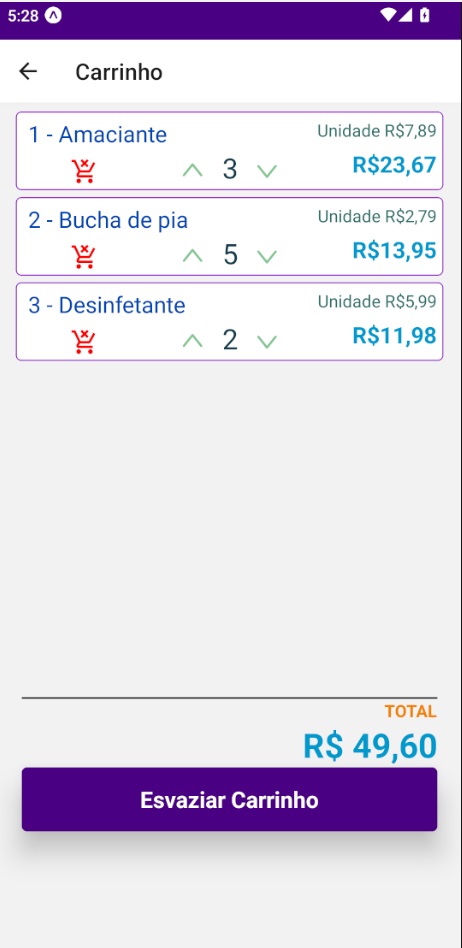 5:28
Carrinho
1 - Amaciante
Unidade R$7,89
3
R$23,67
2 - Bucha de pia
Unidade R$2,79
5
R$13,95
3 - Desinfetante
Unidade R$5,99
2
R$11,98
TOTAL
R$ 49,60
Esvaziar Carrinho